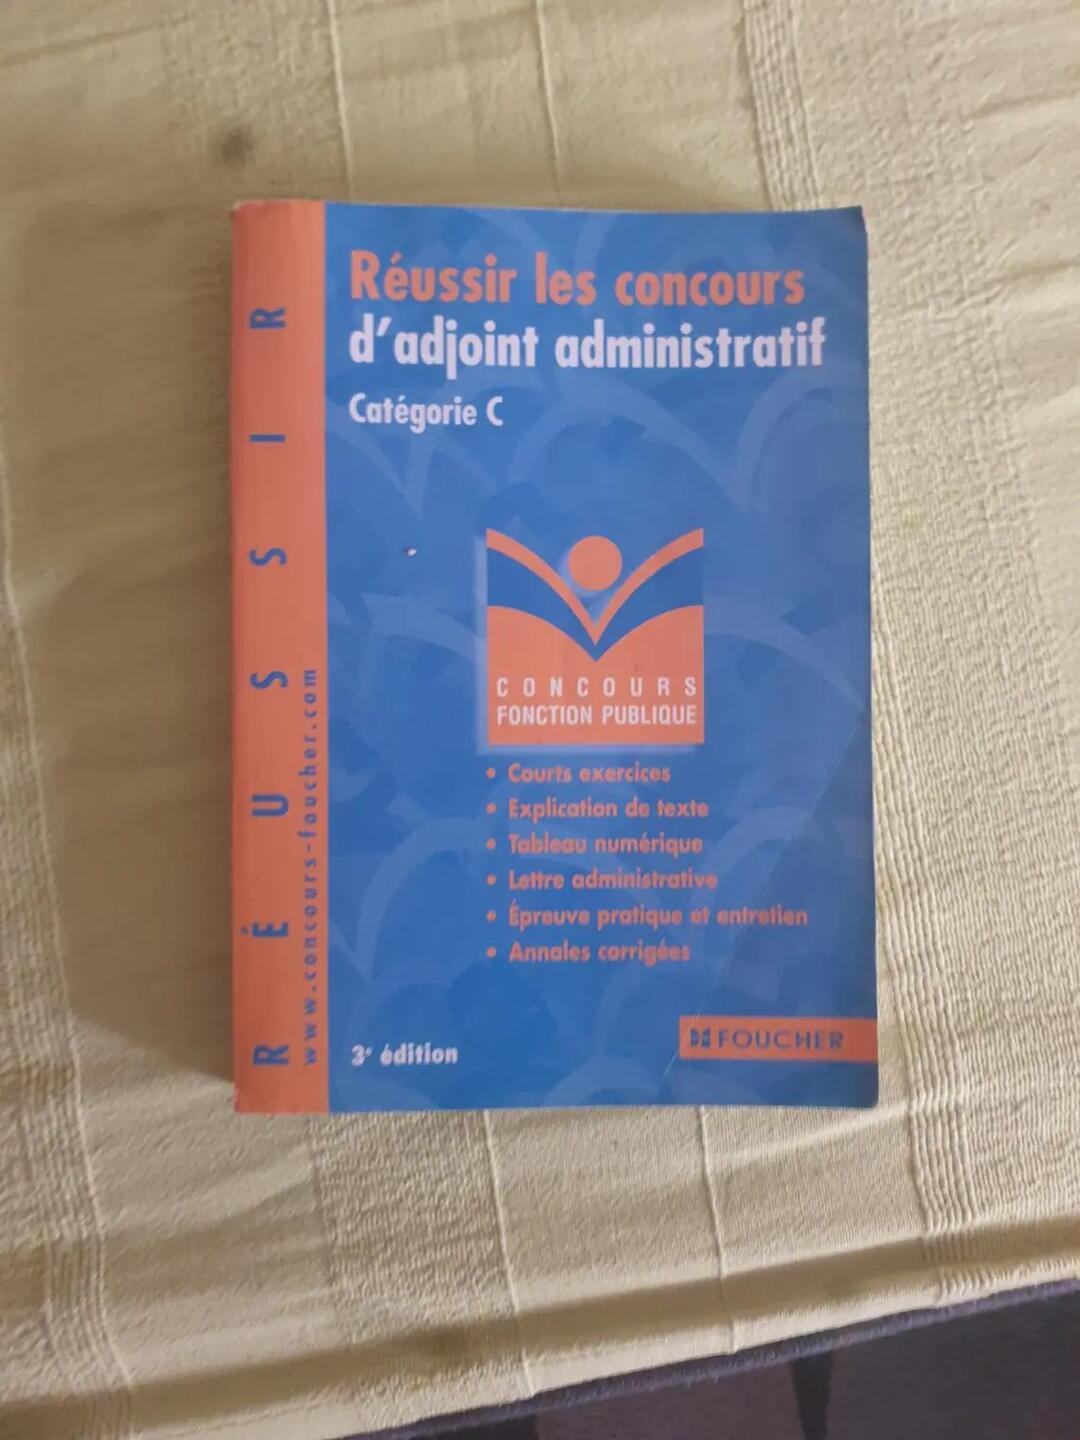 Réussir les concours
d'adjoint administratif
Catégorie C
CONCOURS
FONCTION PUBLIQUE
• Courts exercices
• Explication de texte
• Tableau numérique
• Lettre administrative
• Épreuve pratique et entretien
• Annales corrigées
3e édition
FOUCHER
RÉUSSIR
www.concours-foucher.com